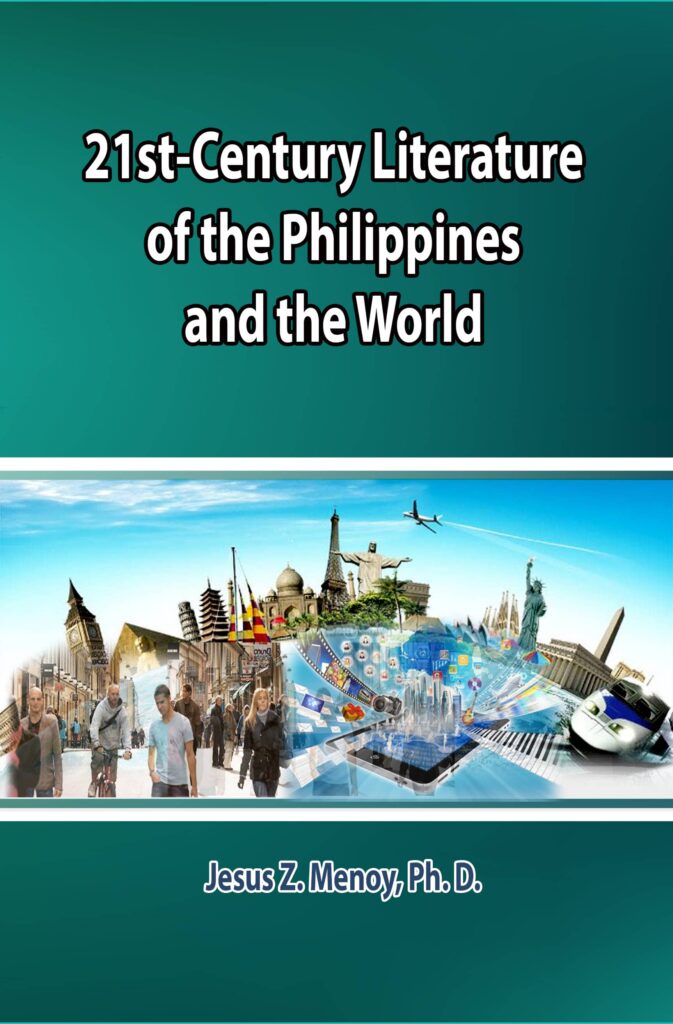 21st-Century Literature
of the Philippines
and the World
Jesus Z. Menoy, Ph. D.